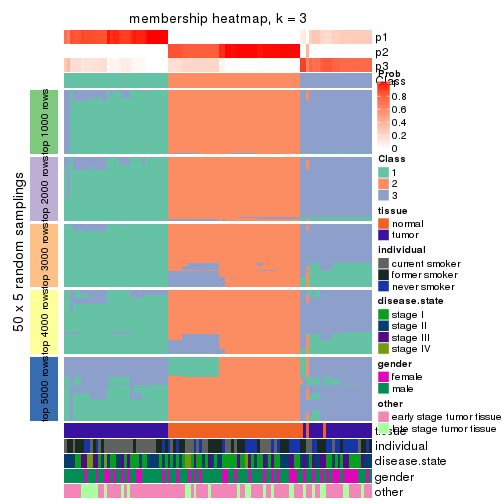 membership heatmap, k = 3
p1
p2
p3
Class
50 x 5 random samplings
top 1000 rows
top 2000 rows
top 3000 rows
top 4000 rows
top 5000 rows
tissue
individual
disease.state
gender
other
Prob
1
0.8
0.6
0.4
0.2
0
Class
1
2
3
tissue
normal
tumor
individual
current smoker
former smoker
never smoker
disease.state
stage I
stage II
stage III
stage IV
gender
female
male
other
early stage tumor tissue
late stage tumor tissue